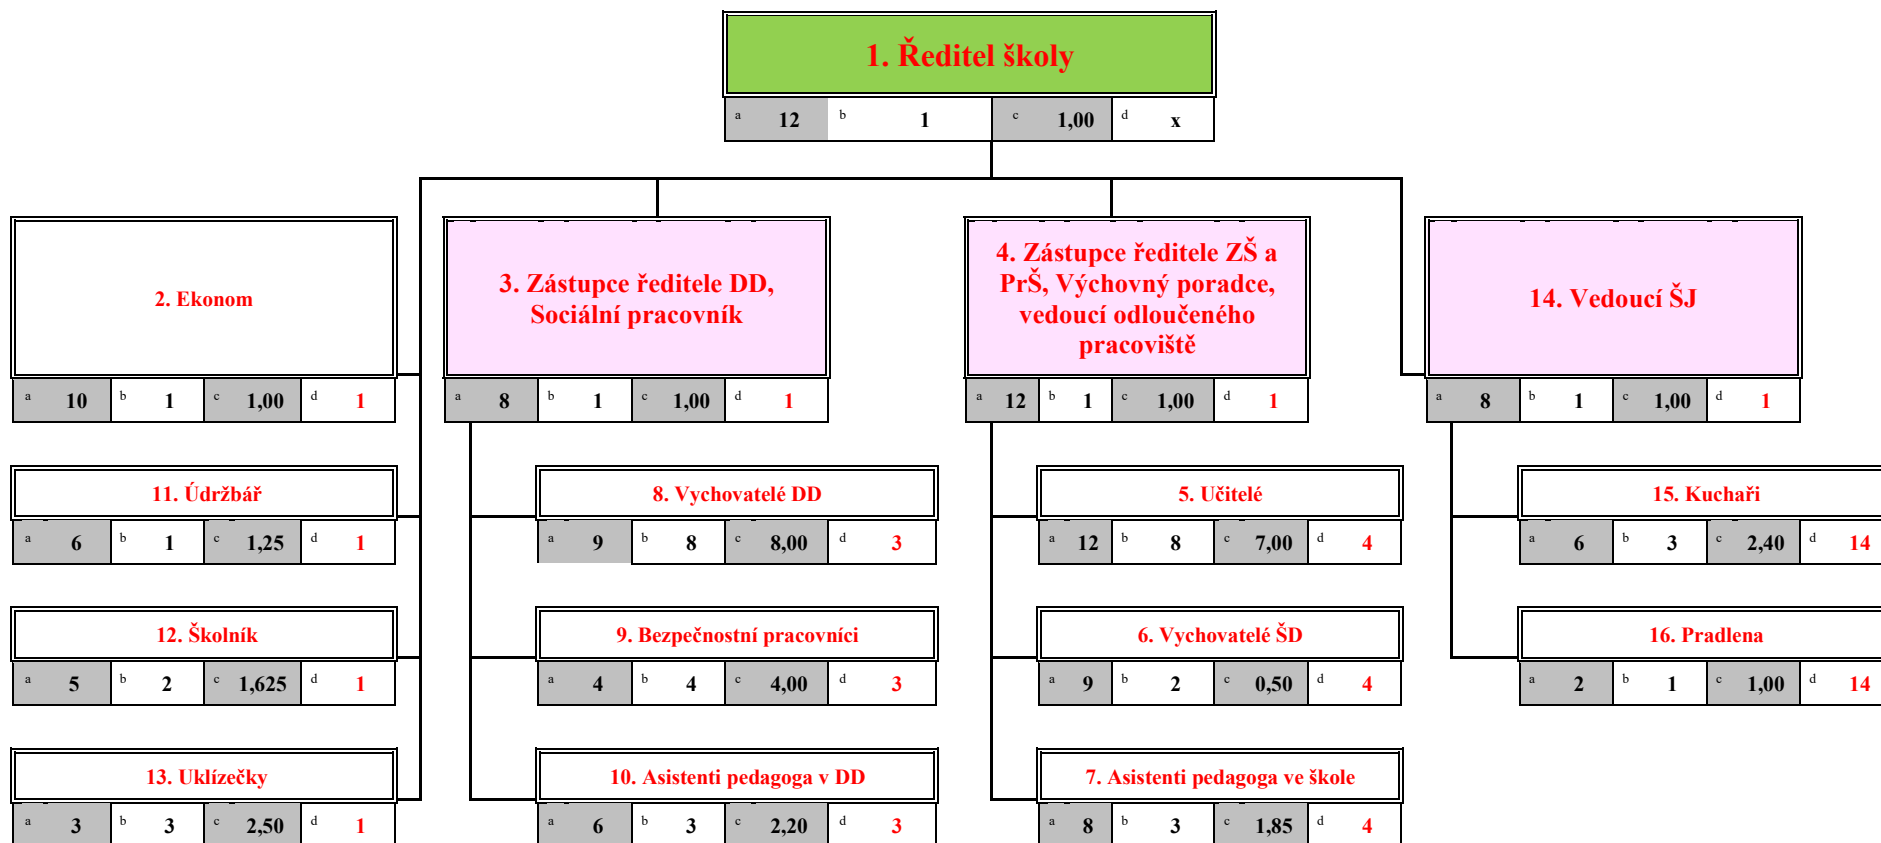 1. Ředitel školy
a 12 b 1 c 1,00 d x
2. Ekonom
a 10 b 1 c 1,00 d 1
3. Zástupce ředitele DD,
Sociální pracovník
a 8 b 1 c 1,00 d 1
4. Zástupce ředitele ZŠ a
PrŠ, Výchovný poradce,
vedoucí odloučeného
pracoviště
a 12 b 1 c 1,00 d 1
14. Vedoucí ŠJ
a 8 b 1 c 1,00 d 1
11. Údržbář
a 6 b 1 c 1,25 d 1
8. Vychovatelé DD
a 9 b 8 c 8,00 d 3
5. Učitelé
a 12 b 8 c 7,00 d 4
15. Kuchaři
a 6 b 3 c 2,40 d 14
12. Školník
a 5 b 2 c 1,625 d 1
9. Bezpečnostní pracovníci
a 4 b 4 c 4,00 d 3
6. Vychovatelé ŠD
a 9 b 2 c 0,50 d 4
16. Pradlena
a 2 b 1 c 1,00 d 14
13. Uklízečky
a 3 b 3 c 2,50 d 1
10. Asistenti pedagoga v DD
a 6 b 3 c 2,20 d 3
7. Asistenti pedagoga ve škole
a 8 b 3 c 1,85 d 4